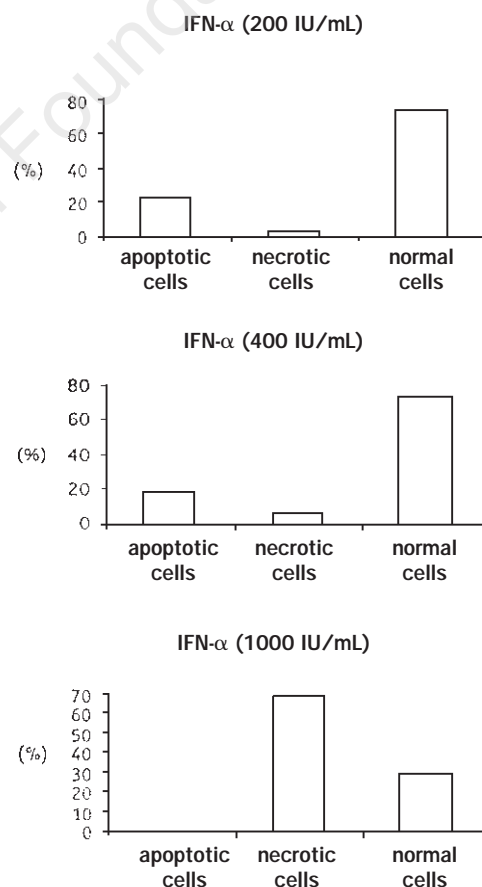 IFN-α (200 IU/mL)
80
60
(%) 40
20
0
apoptotic necrotic normal
cells cells cells
IFN-α (400 IU/mL)
80
60
(%) 40
20
0
apoptotic necrotic normal
cells cells cells
IFN-α (1000 IU/mL)
70
60
50
(%) 40
30
20
10
0
apoptotic necrotic normal
cells cells cells